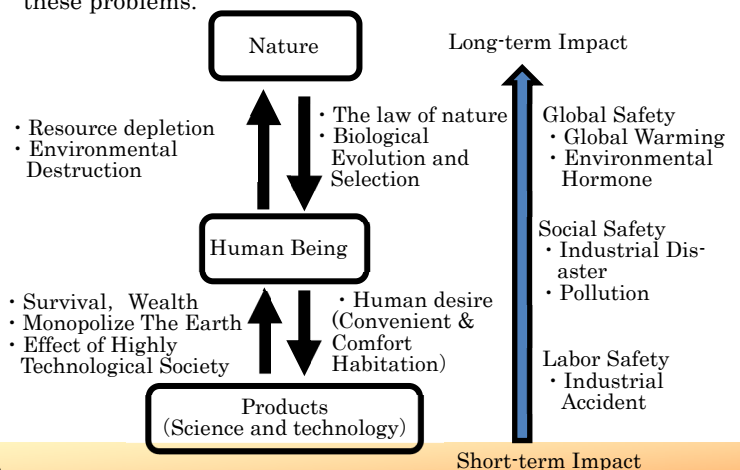 these problems.
Nature
Long-term Impact
・Resource depletion
・Environmental
Destruction
・The law of nature
・Biological
Evolution and
Selection
Global Safety
・Global Warming
・Environmental
Hormone
Human Being
Social Safety
・Industrial Dis-
aster
・Pollution
・Survival, Wealth
・Monopolize The Earth
・Effect of Highly
Technological Society
・Human desire
(Convenient &
Comfort
Habitation)
Labor Safety
・Industrial
Accident
Products
(Science and technology)
Short-term Impact